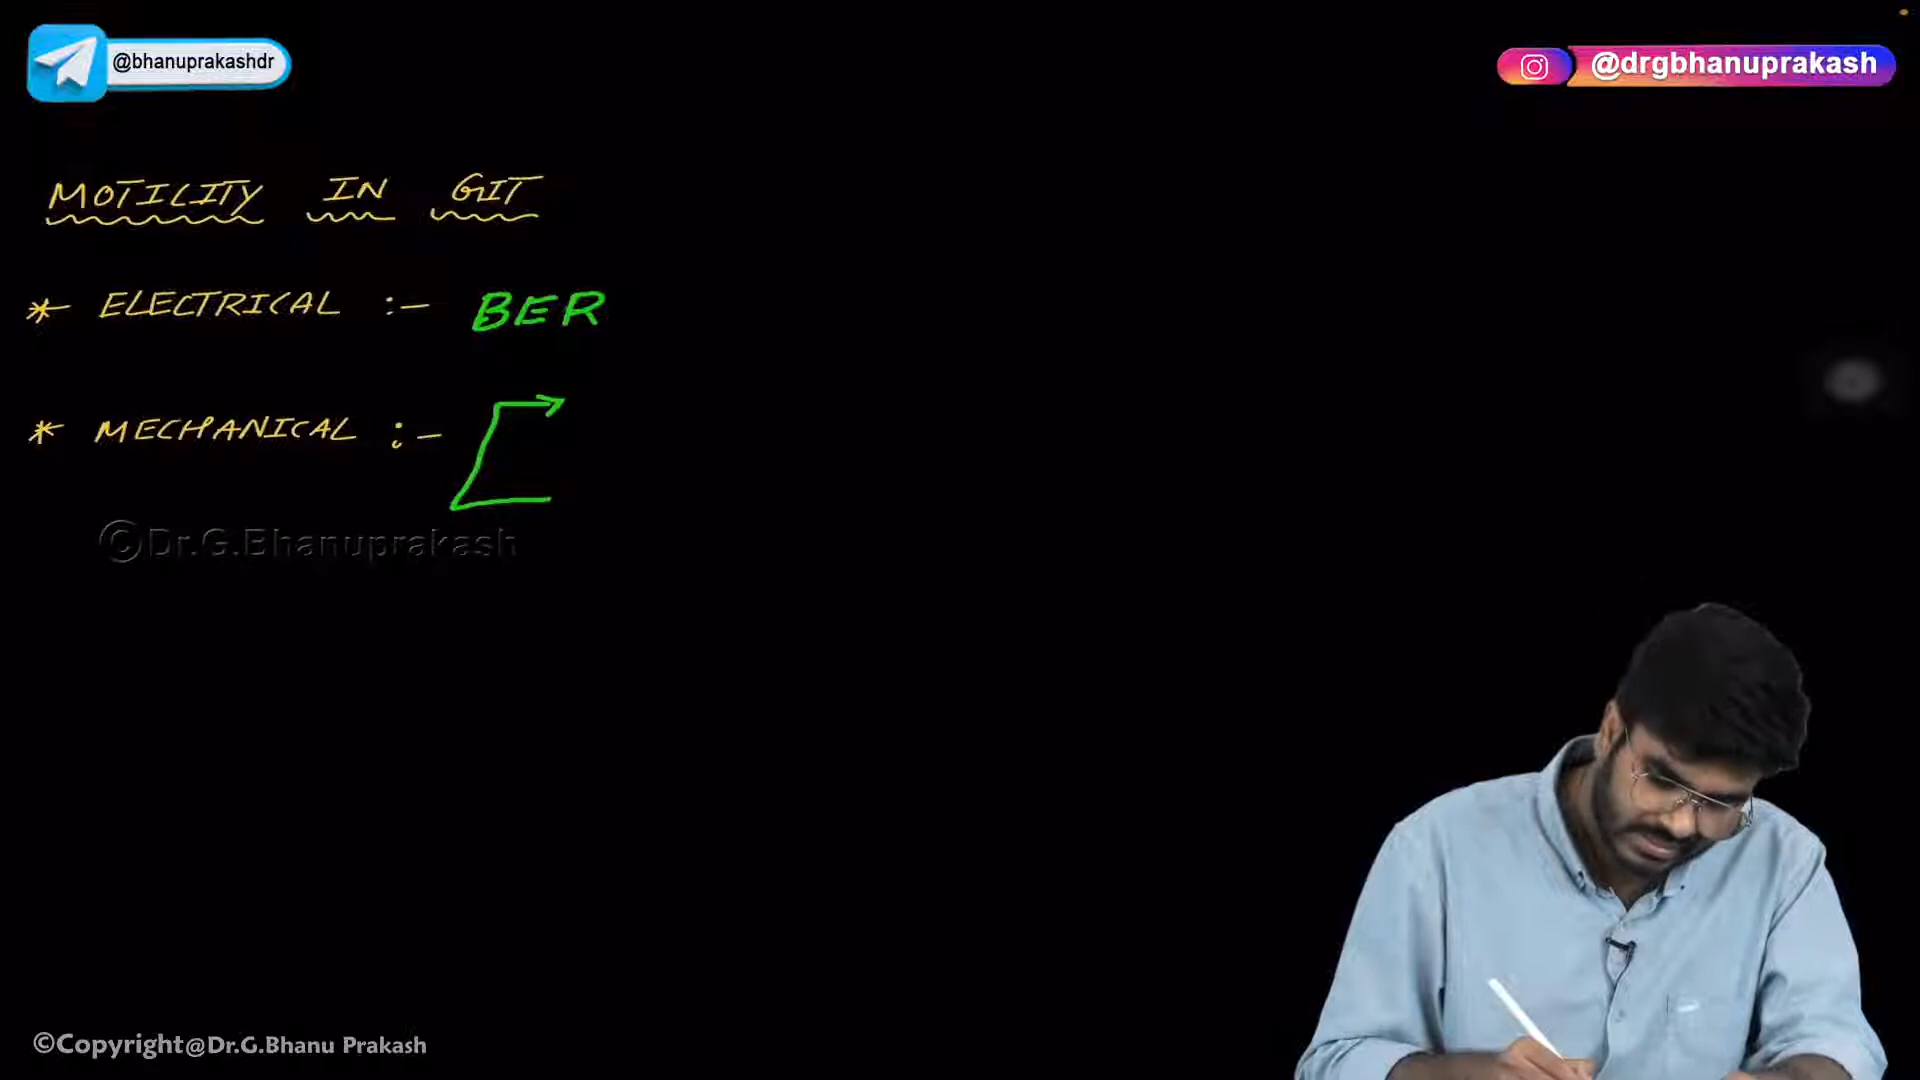 @bhanuprakashdr
@drgbhanuprakash
MOTILITY IN GIT
* ELECTRICAL :- BER
* MECHANICAL :-
©Dr.G.Bhanuprakash
©Copyright@Dr.G.Bhanu Prakash